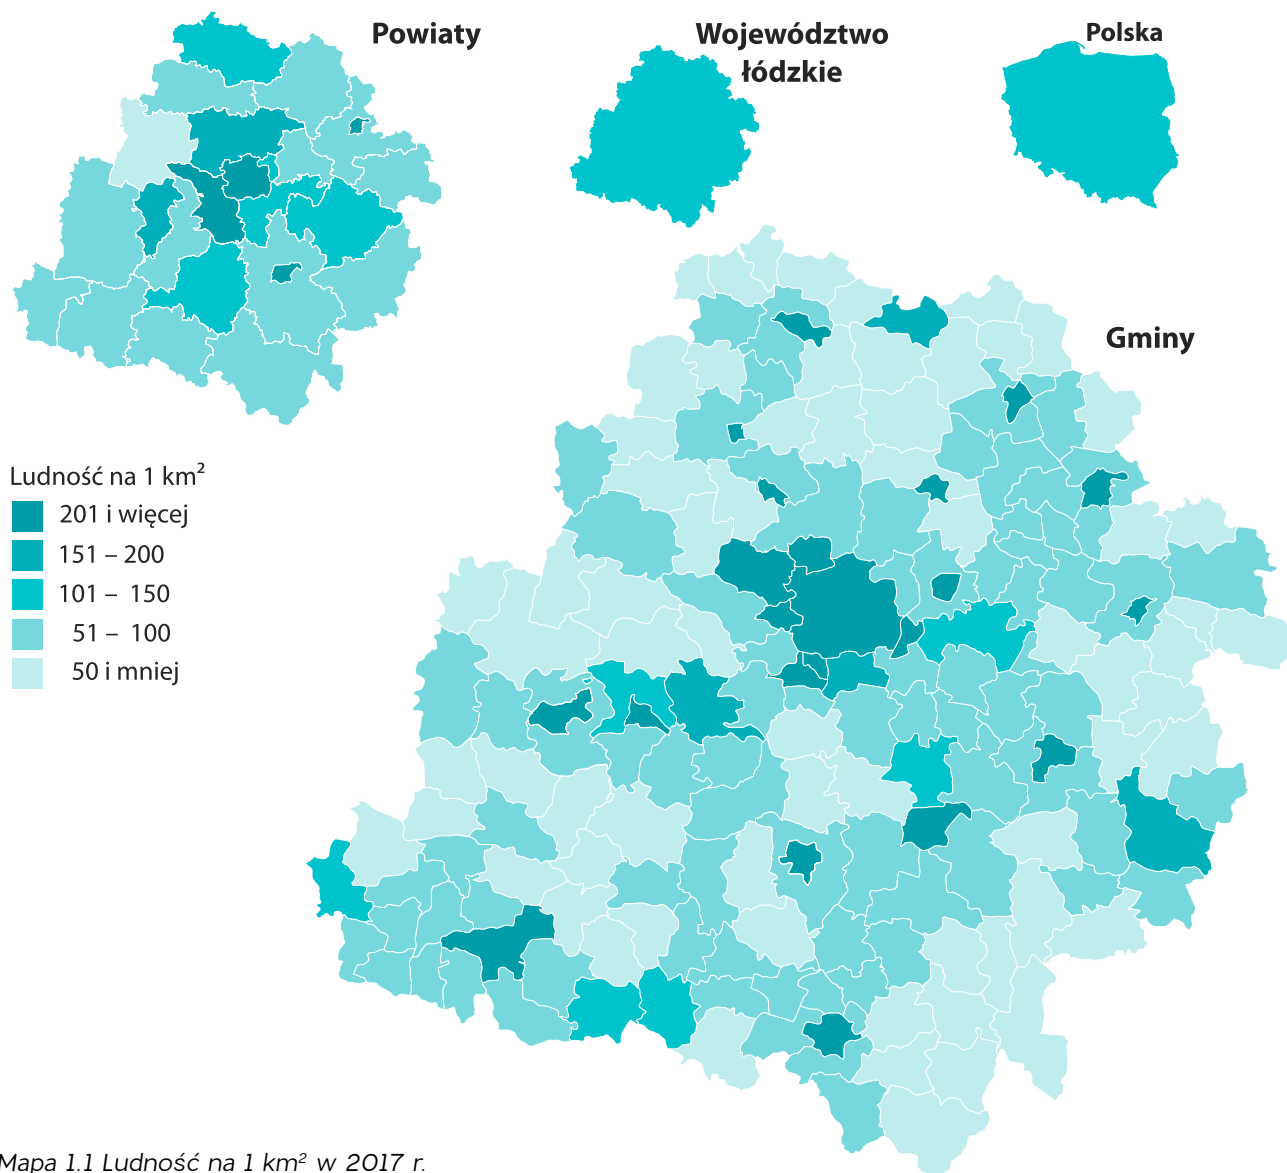 Powiaty
Województwo
łódzkie
Polska
Gminy
Ludność na 1 km²
201 i więcej
151 – 200
101 – 150
51 – 100
50 i mniej
Mapa 1.1 Ludność na 1 km² w 2017 r.